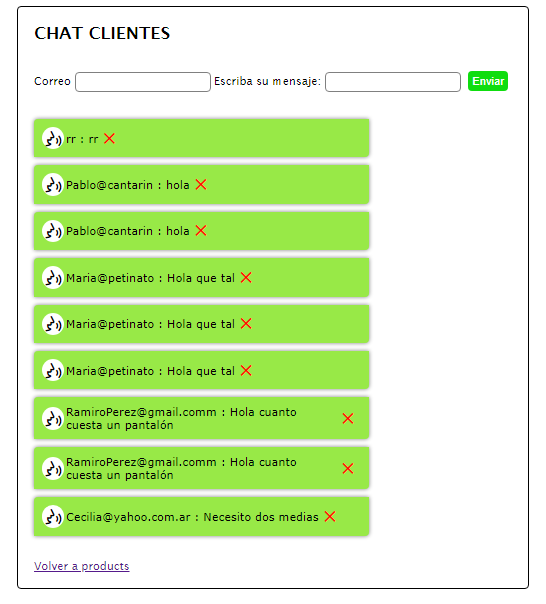 CHAT CLIENTES
Correo Escriba su mensaje: Enviar
rr : rr
Pablo@cantarin : hola
Pablo@cantarin : hola
Maria@petinato : Hola que tal
Maria@petinato : Hola que tal
Maria@petinato : Hola que tal
RamiroPerez@gmail.comm : Hola cuanto
cuesta un pantalón
RamiroPerez@gmail.comm : Hola cuanto
cuesta un pantalón
Cecilia@yahoo.com.ar : Necesito dos medias
Volver a products